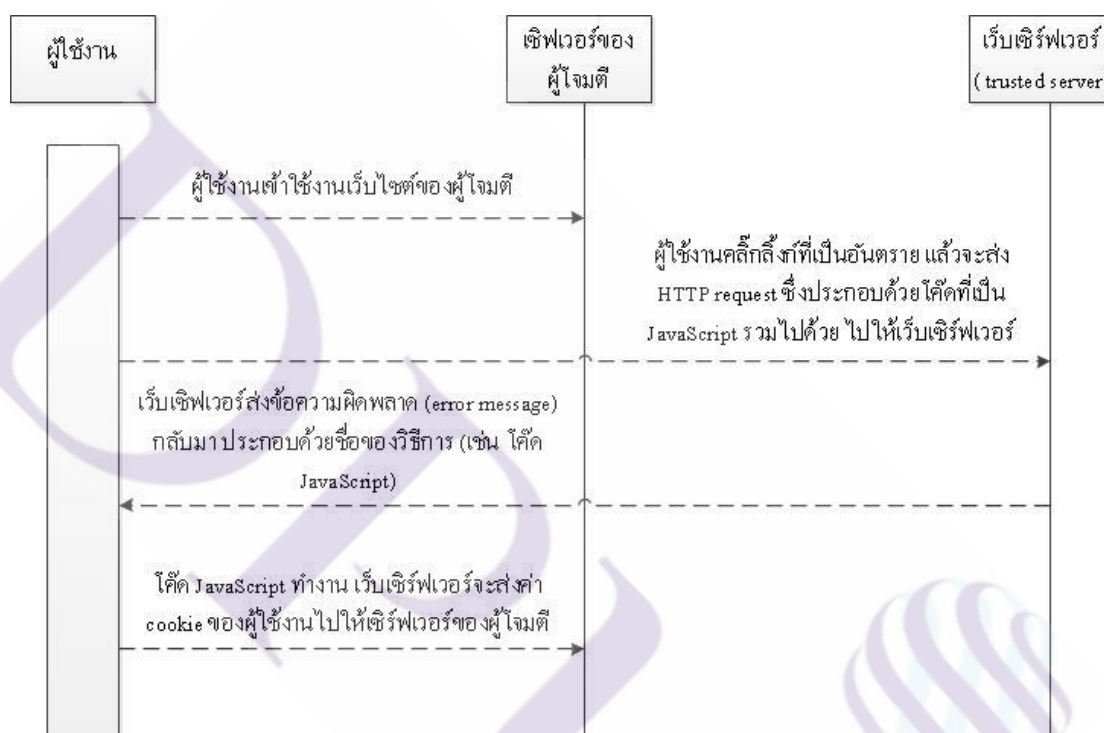 ผู้ใช้งาน
เซิฟเวอร์ของ
ผู้โจมตี
เว็บเซิร์ฟเวอร์
( trusted server
ผู้ใช้งานเข้าใช้งานเว็บไซต์ของผู้โจมตี
ผู้ใช้งานคลิ๊กลิ้งก์ที่เป็นอันตราย แล้วจะส่ง
HTTP request ซึ่งประกอบด้วยโค๊ดที่เป็น
JavaScript รวมไปด้วย ไปให้เว็บเซิร์ฟเวอร์
เว็บเซิฟเวอร์ส่งข้อความผิดพลาด (error message)
กลับมา ประกอบด้วยชื่อของวิธีการ (เช่น โค๊ด
JavaScript)
โค๊ด JavaScript ทำงาน เว็บเซิร์ฟเวอร์จะส่งค่า
cookie ของผู้ใช้งานไปให้เซิร์ฟเวอร์ของผู้โจมตี